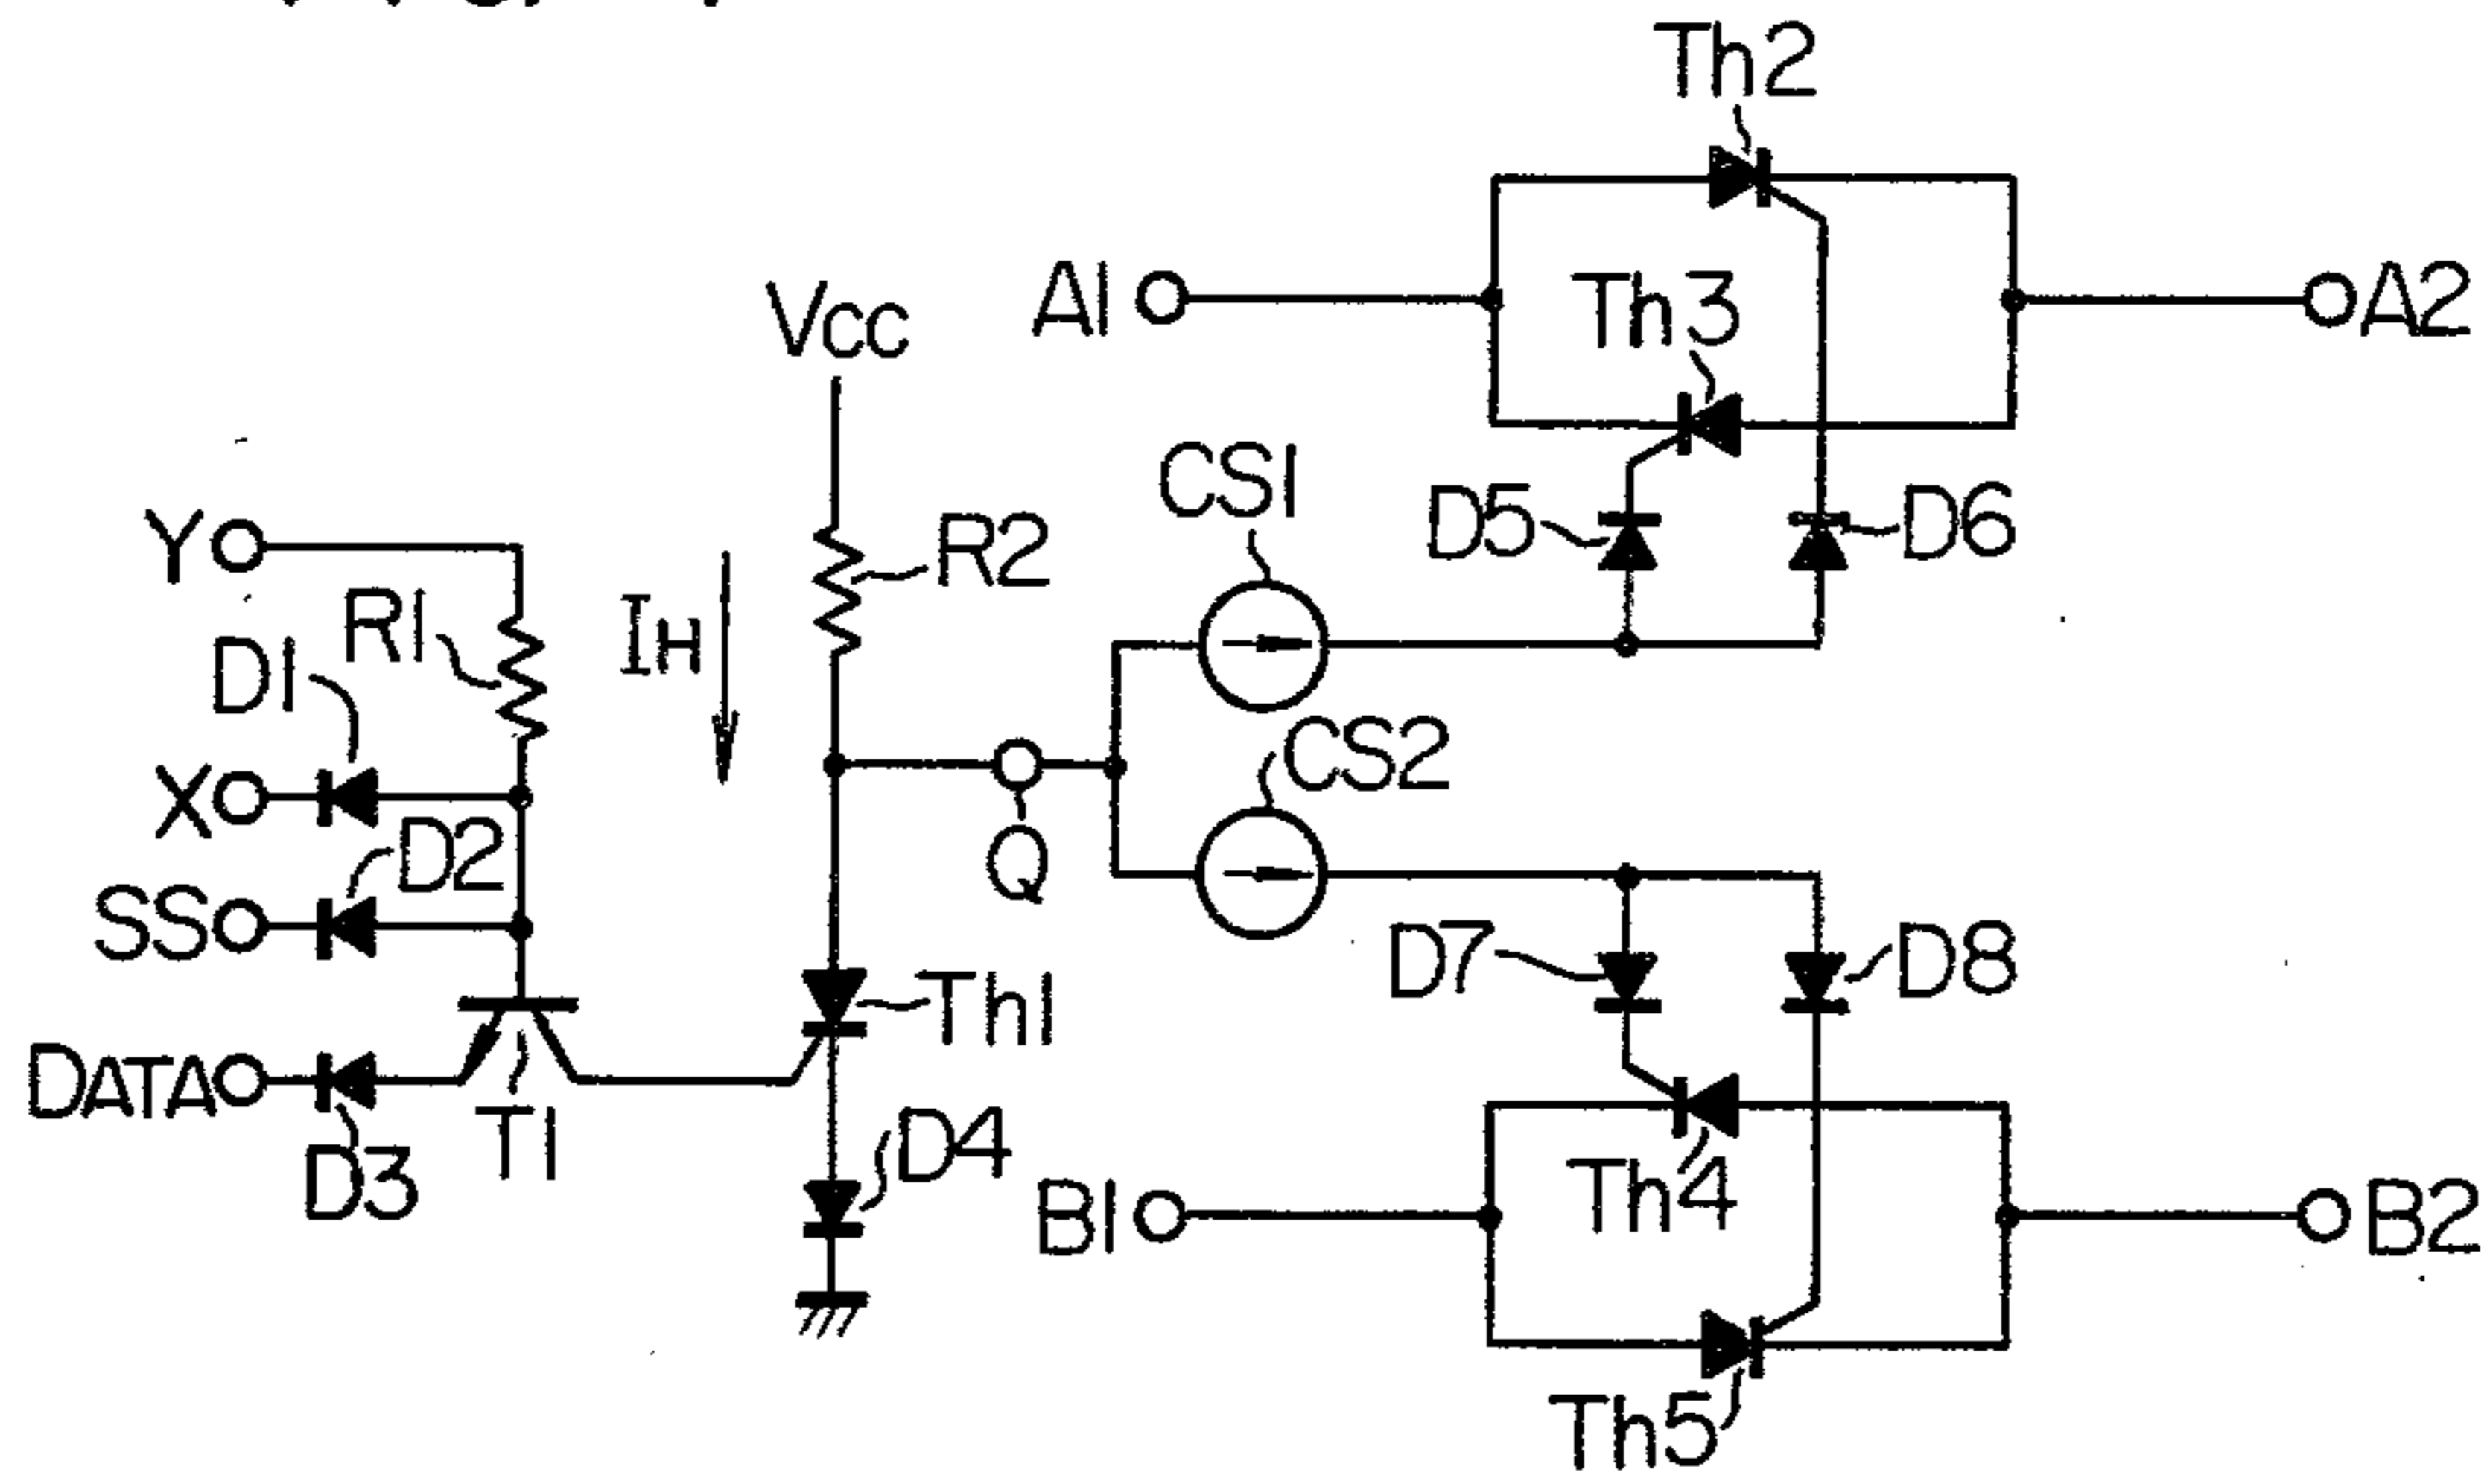 Th2
A1
Th3
A2
Vcc
CS1
D5
D6
Y
R1
R2
IH
D1
CS2
X
D2
Q
SS
D7
D8
Th1
DATA
T1
D3
D4
Th4
B1
B2
Th5